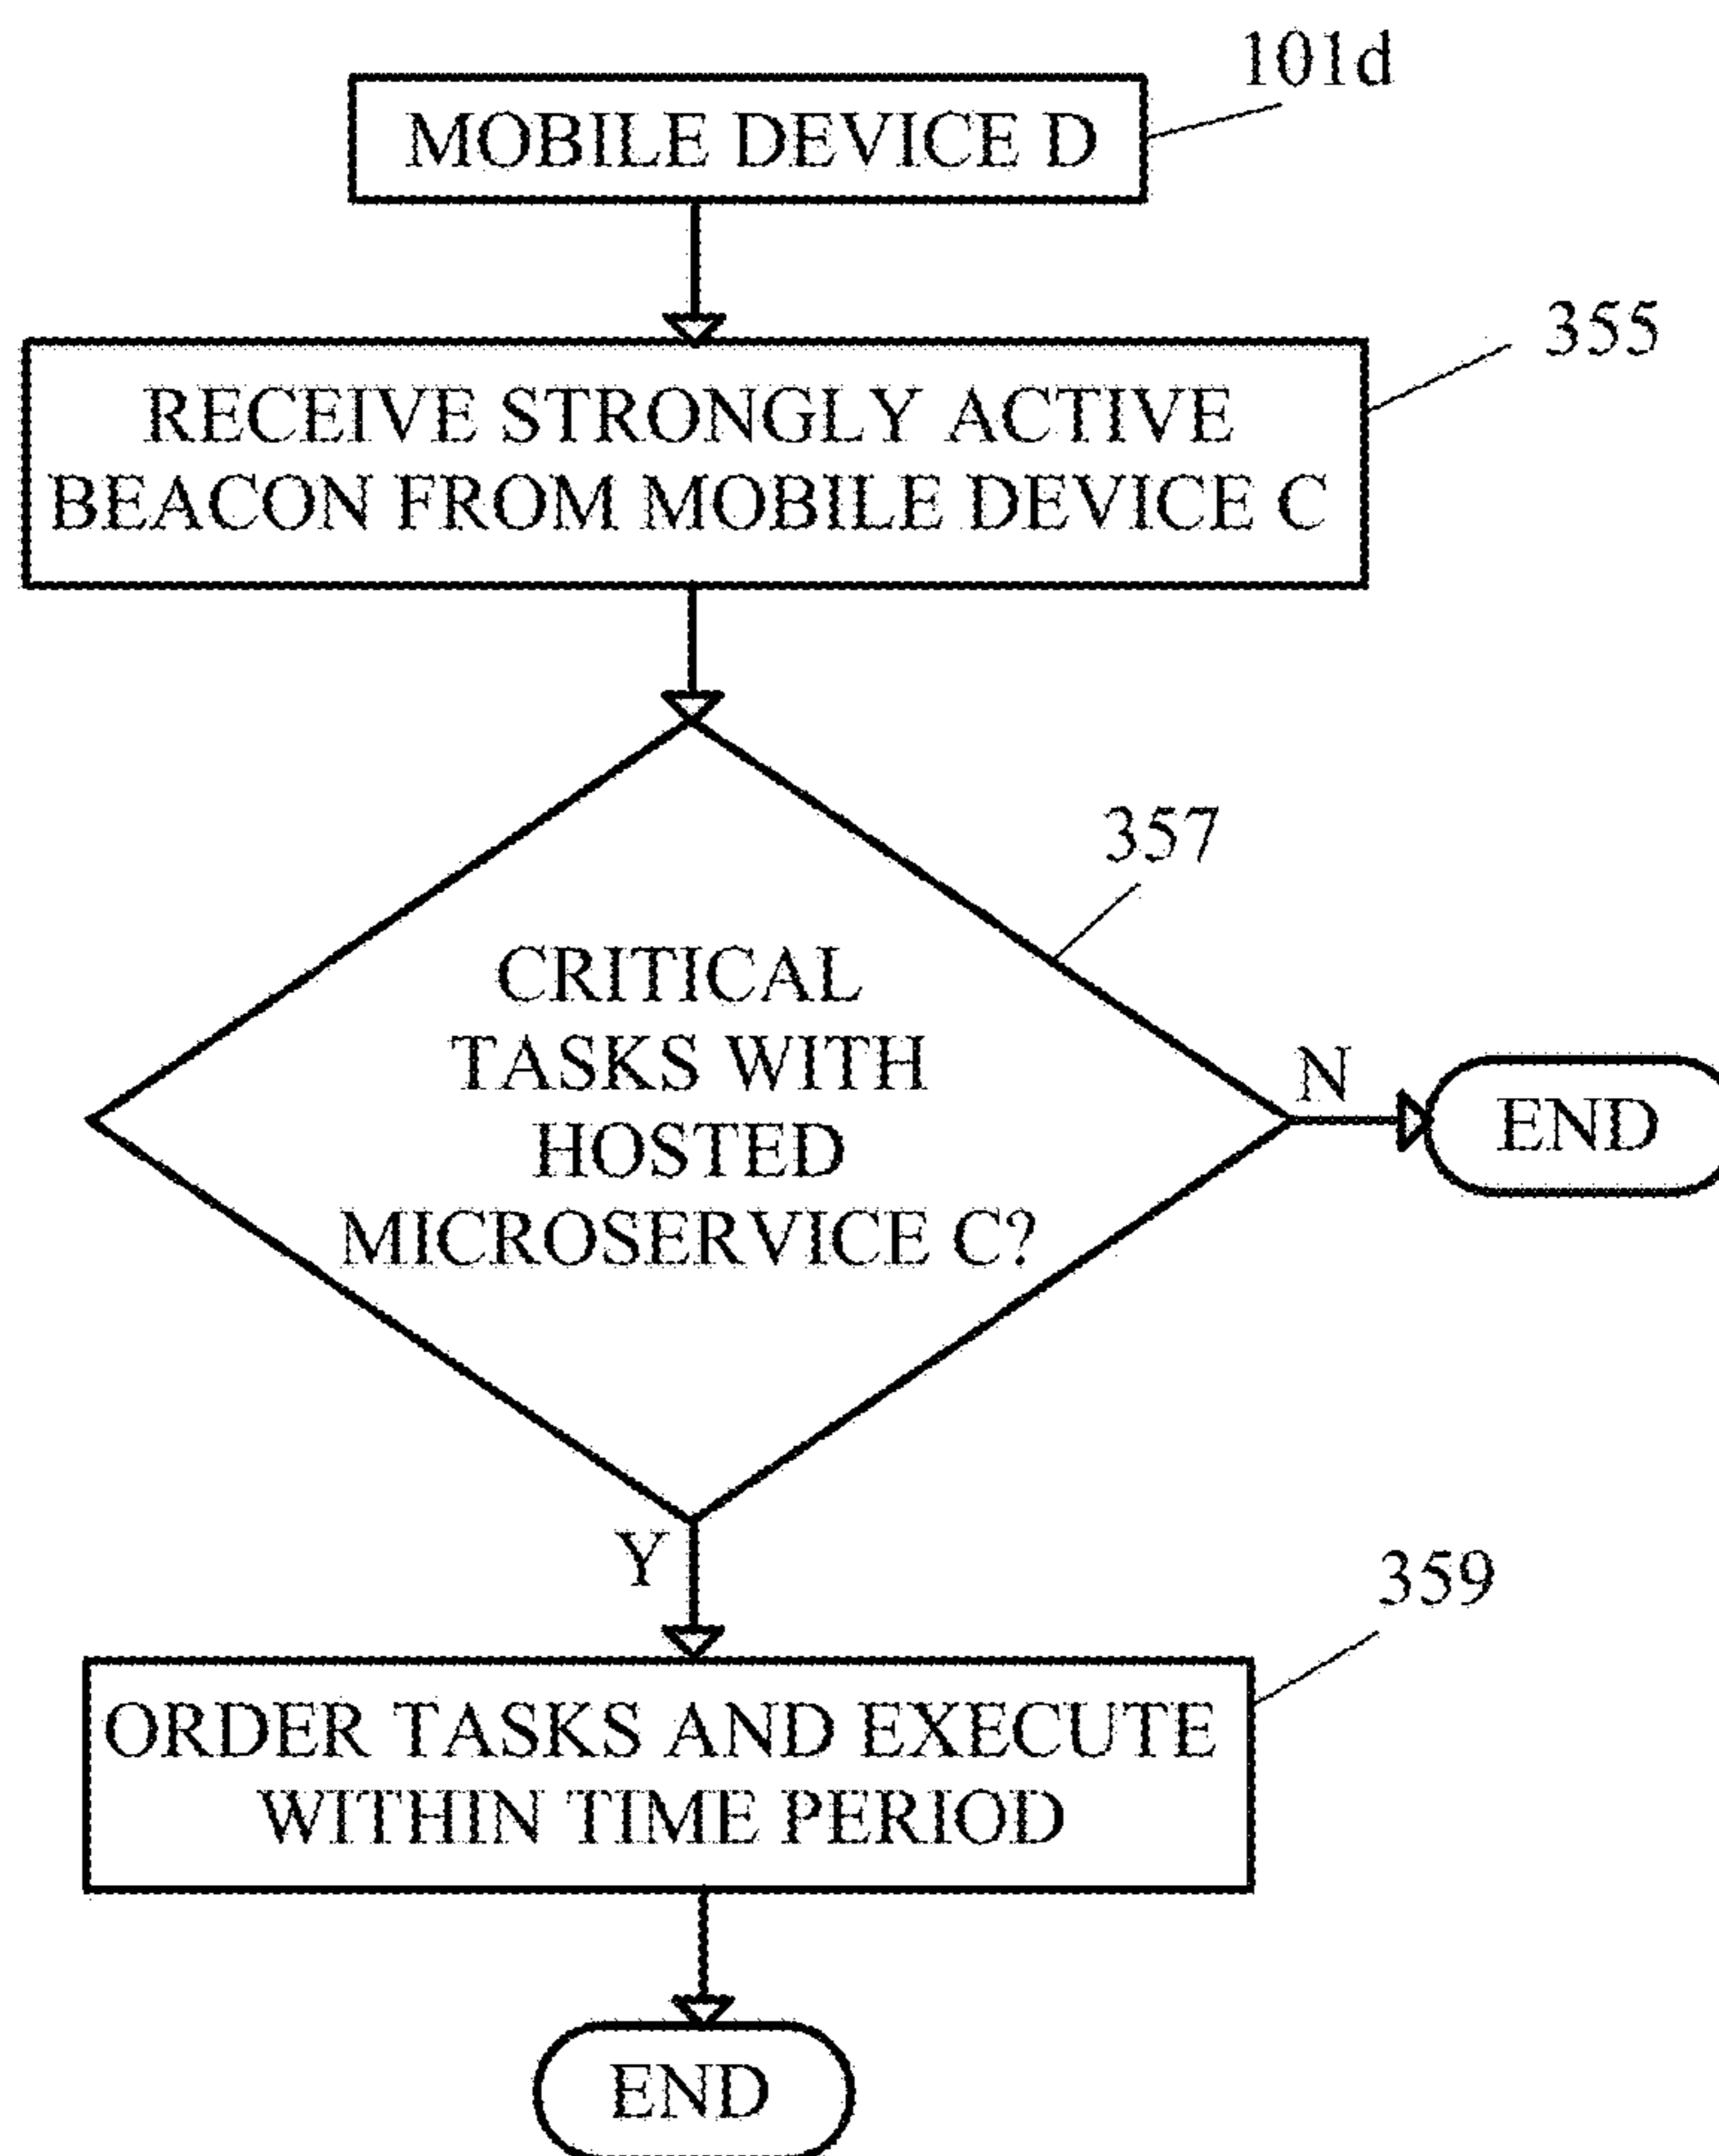 101d
MOBILE DEVICE D
355
RECEIVE STRONGLY ACTIVE
BEACON FROM MOBILE DEVICE C
357
CRITICAL
TASKS WITH
HOSTED
MICROSERVICE C?
N
END
Y
359
ORDER TASKS AND EXECUTE
WITHIN TIME PERIOD
END